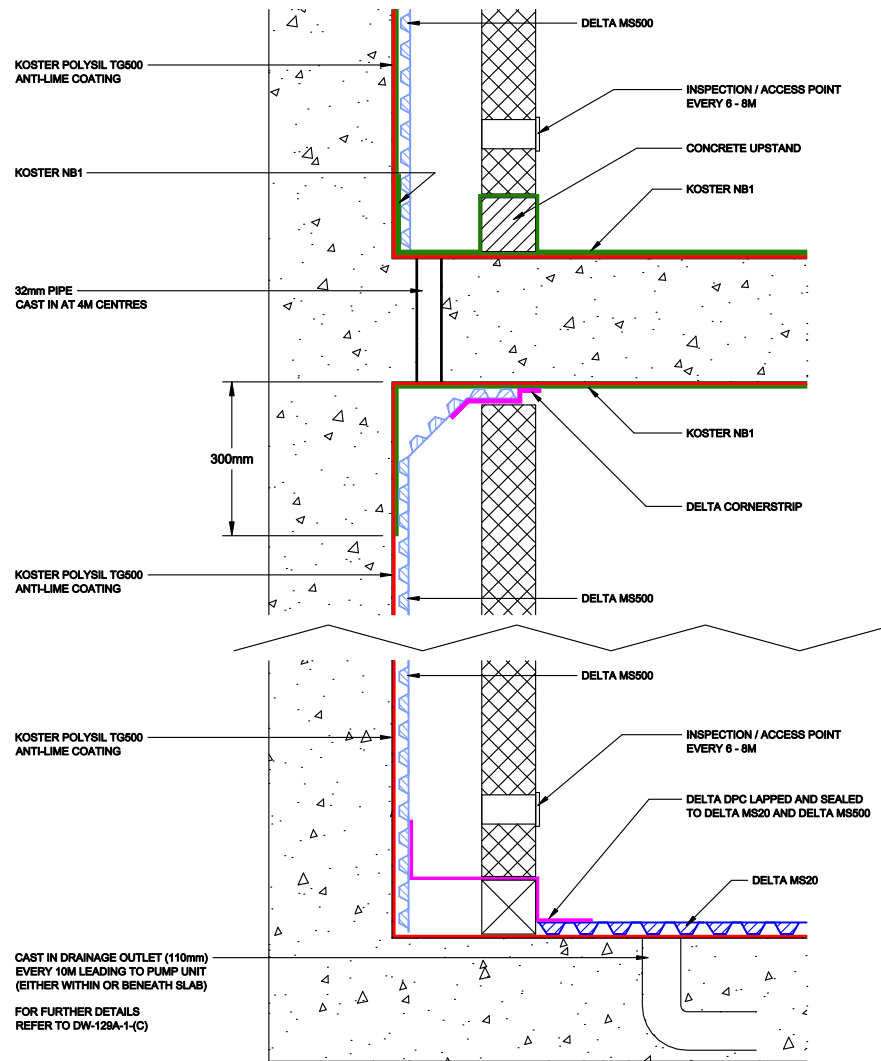 DELTA MS500
KOSTER POLYSIL TG500
ANTI-LIME COATING
INSPECTION / ACCESS POINT
EVERY 6 - 8M
CONCRETE UPSTAND
KOSTER NB1
KOSTER NB1
32mm PIPE
CAST IN AT 4M CENTRES
KOSTER NB1
300mm
DELTA CORNERSTRIP
KOSTER POLYSIL TG500
ANTI-LIME COATING
DELTA MS500
DELTA MS500
KOSTER POLYSIL TG500
ANTI-LIME COATING
INSPECTION / ACCESS POINT
EVERY 6 - 8M
DELTA DPC LAPPED AND SEALED
TO DELTA MS20 AND DELTA MS500
DELTA MS20
CAST IN DRAINAGE OUTLET (110mm)
EVERY 10M LEADING TO PUMP UNIT
(EITHER WITHIN OR BENEATH SLAB)
FOR FURTHER DETAILS
REFER TO DW-129A-1-(C)